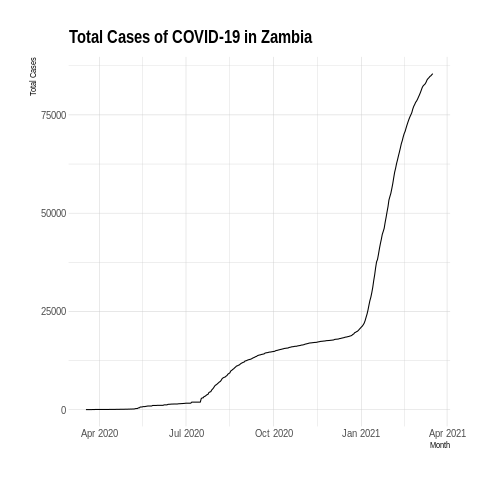 Total Cases of COVID-19 in Zambia
Total Cases
75000
50000
25000
0
Apr 2020 Jul 2020 Oct 2020 Jan 2021 Apr 2021
Month